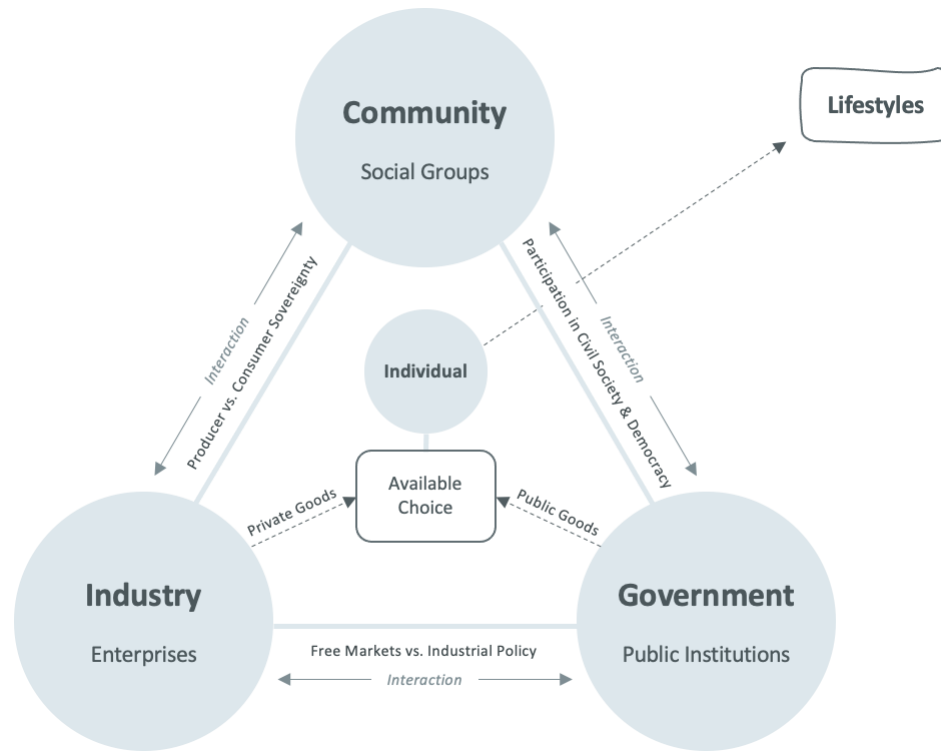 Community
Social Groups
Lifestyles
Interaction
Producer vs. Consumer Sovereignty
Participation in Civil Society & Democracy
Interaction
Individual
Available
Choice
Private Goods
Public Goods
Industry
Enterprises
Government
Public Institutions
Free Markets vs. Industrial Policy
Interaction